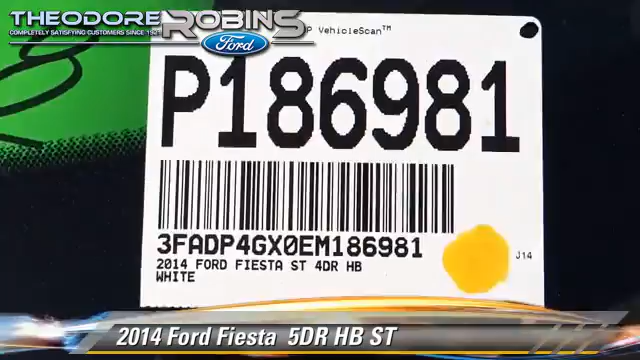 THEODORE ROBINS
COMPLETELY SATISFYING CUSTOMERS SINCE
Ford
P VehicleScan™
P186981
3FADP4GX0EM186981
2014 FORD FIESTA ST 4DR HB
WHITE
J14
2014 Ford Fiesta 5DR HB ST